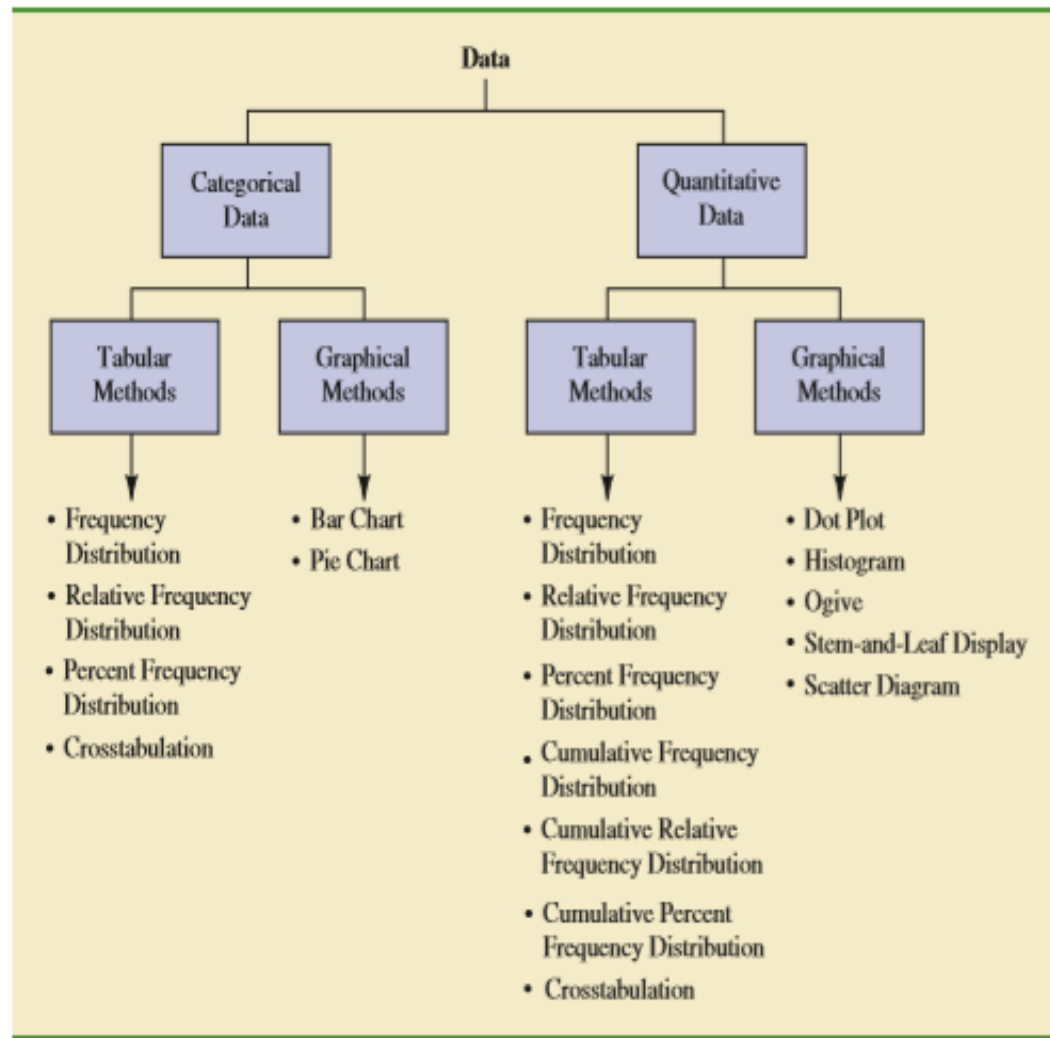 Data
Categorical
Data
Quantitative
Data
Tabular
Methods
Graphical
Methods
Tabular
Methods
Graphical
Methods
• Frequency
Distribution
• Relative Frequency
Distribution
• Percent Frequency
Distribution
• Crosstabulation
• Bar Chart
• Pie Chart
• Frequency
Distribution
• Relative Frequency
Distribution
• Percent Frequency
Distribution
• Cumulative Frequency
Distribution
• Cumulative Relative
Frequency Distribution
• Cumulative Percent
Frequency Distribution
• Crosstabulation
• Dot Plot
• Histogram
• Ogive
• Stem-and-Leaf Display
• Scatter Diagram